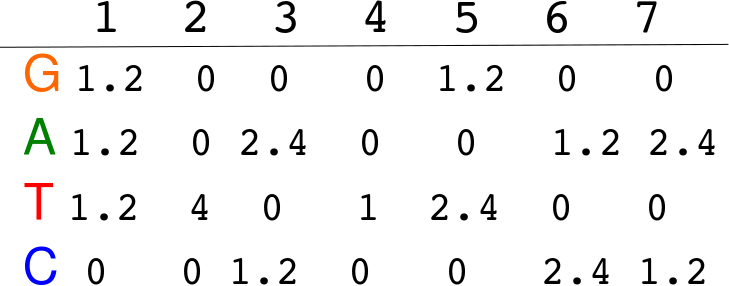 1 2 3 4 5 6 7
G 1.2 0 0 0 1.2 0 0
A 1.2 0 2.4 0 0 1.2 2.4
T 1.2 4 0 1 2.4 0 0
C 0 0 1.2 0 0 2.4 1.2